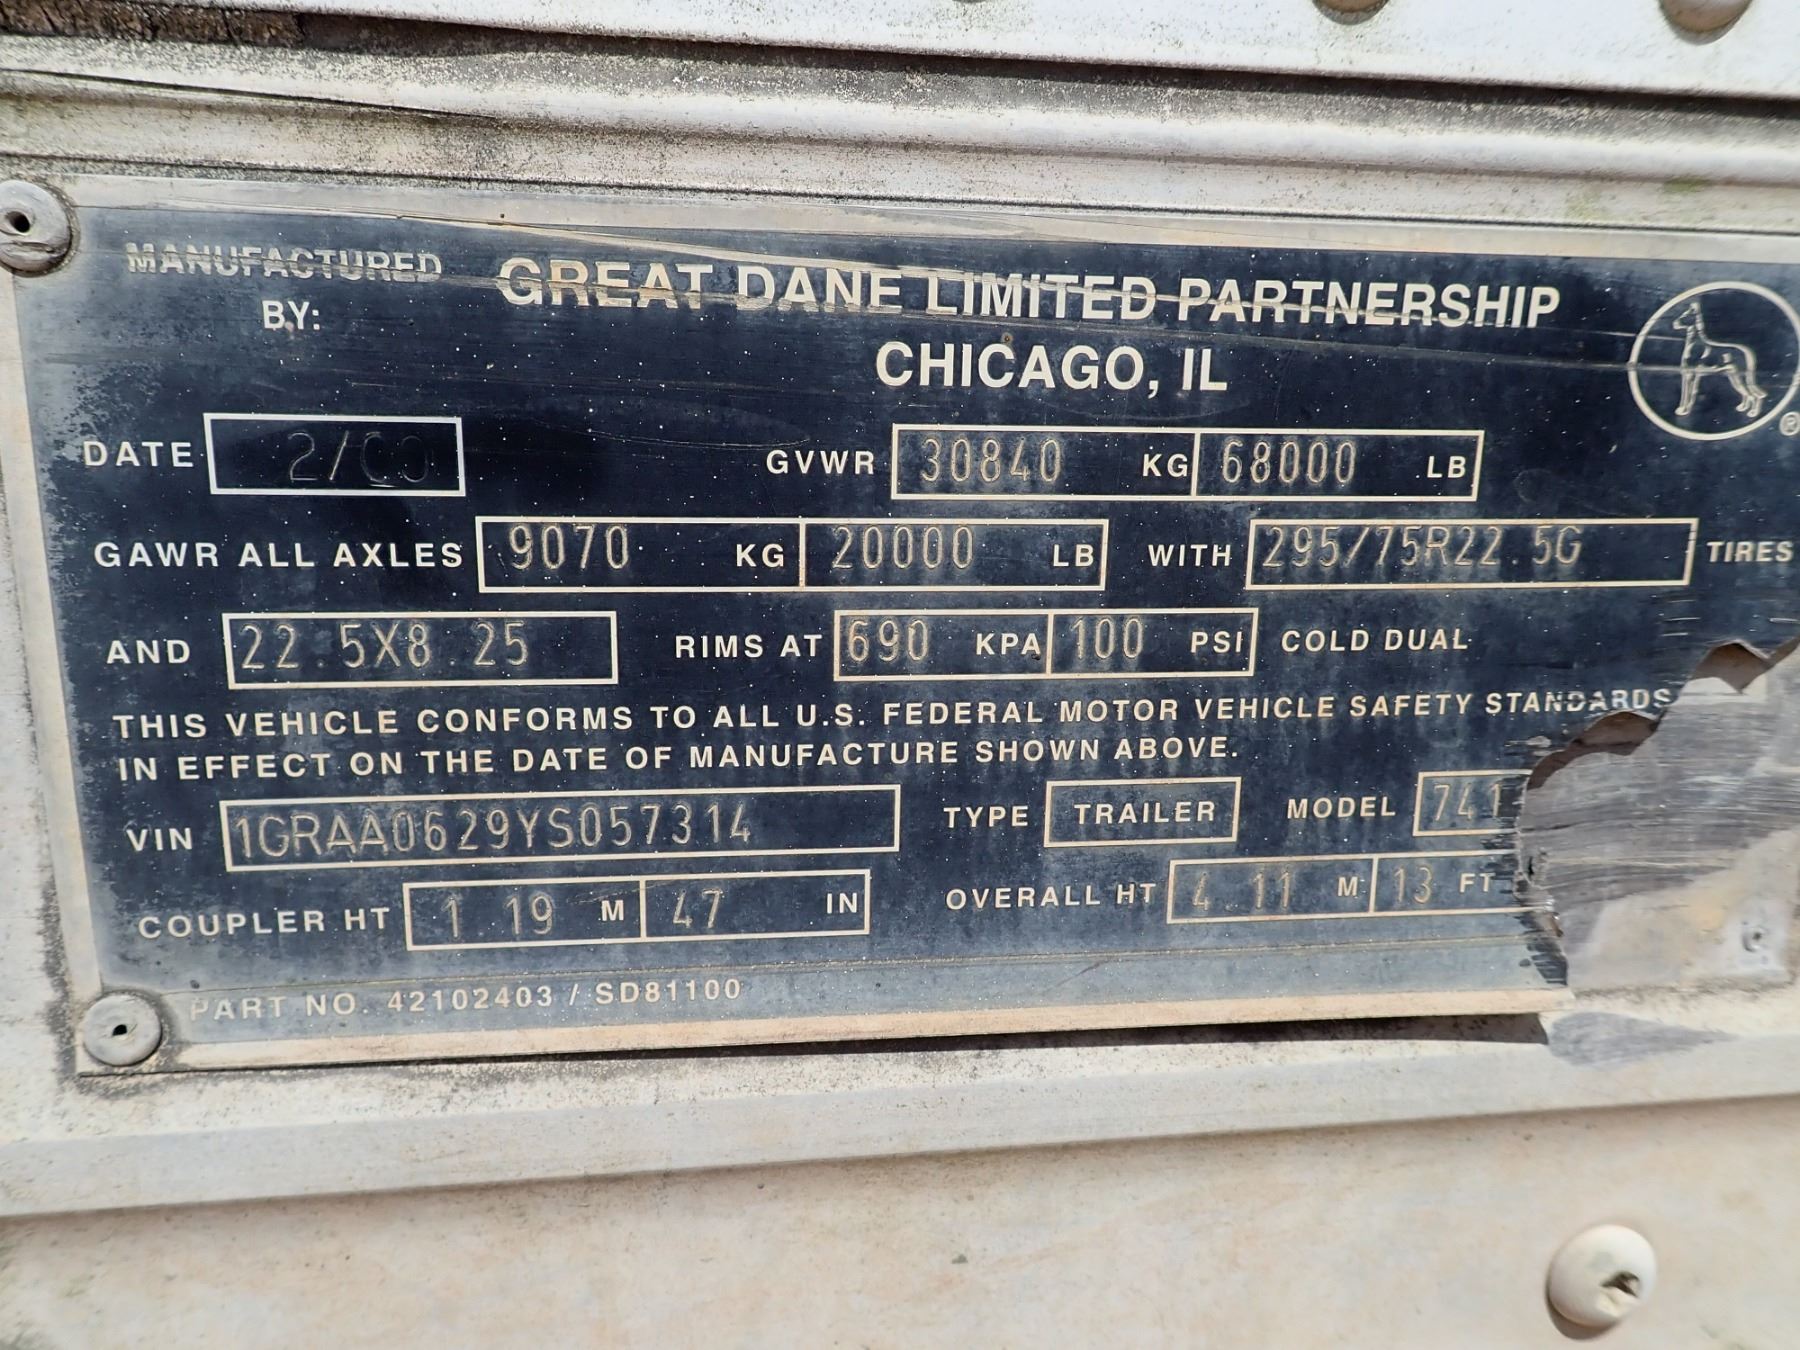 MANUFACTURED BY: GREAT DANE LIMITED PARTNERSHIP
CHICAGO, IL
®
DATE 2/00 GVWR 30840 KG 68000 LB
GAWR ALL AXLES 9070 KG 20000 LB WITH 295/75R22.5G TIRES
AND 22.5X8.25 RIMS AT 690 KPA 100 PSI COLD DUAL
THIS VEHICLE CONFORMS TO ALL U.S. FEDERAL MOTOR VEHICLE SAFETY STANDARDS
IN EFFECT ON THE DATE OF MANUFACTURE SHOWN ABOVE.
VIN 1GRAA0629YS057314 TYPE TRAILER MODEL 741
COUPLER HT 1.19 M 47 IN OVERALL HT 4.11 M 13 FT
PART NO. 42102403 / SD81100